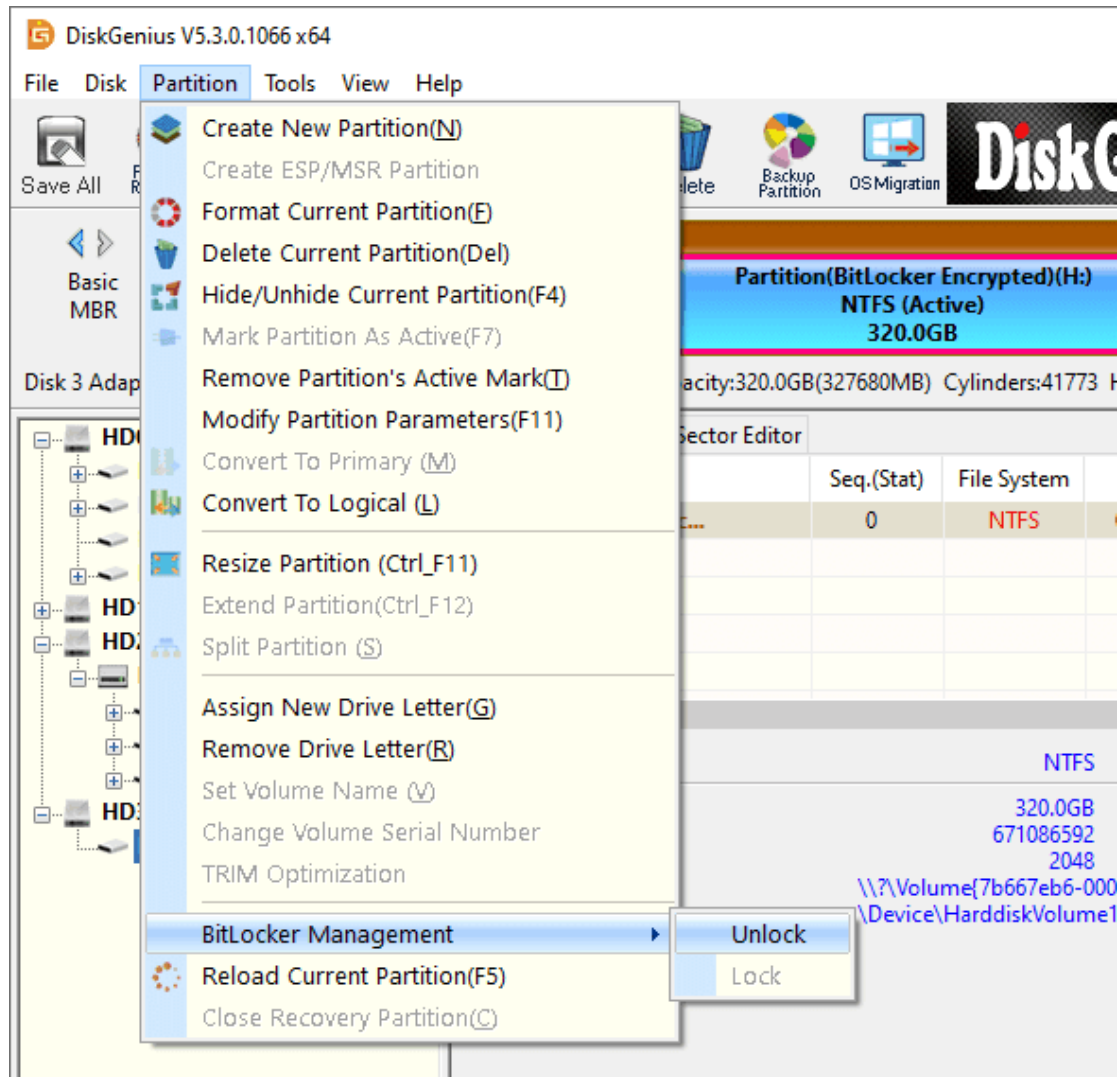 DiskGenius V5.3.0.1066 x64
File Disk Partition Tools View Help
Save All
Backup
Partition
OS Migration
DiskG
Create New Partition(N)
Create ESP/MSR Partition
Format Current Partition(F)
Delete Current Partition(Del)
Hide/Unhide Current Partition(F4)
Mark Partition As Active(F7)
Remove Partition's Active Mark(T)
Modify Partition Parameters(F11)
Convert To Primary (M)
Convert To Logical (L)
Resize Partition (Ctrl_F11)
Extend Partition(Ctrl_F12)
Split Partition (S)
Assign New Drive Letter(G)
Remove Drive Letter(R)
Set Volume Name (V)
Change Volume Serial Number
TRIM Optimization
BitLocker Management
Unlock
Lock
Reload Current Partition(F5)
Close Recovery Partition(C)
Basic
MBR
Partition(BitLocker Encrypted)(H:)
NTFS (Active)
320.0GB
Disk 3 Adap
acity:320.0GB(327680MB) Cylinders:41773 H
Sector Editor
Seq.(Stat) File System
0 NTFS
HD
HD1
HD2
HD3
NTFS
320.0GB
671086592
2048
\\?\Volume{7b667eb6-000
\Device\HarddiskVolume1